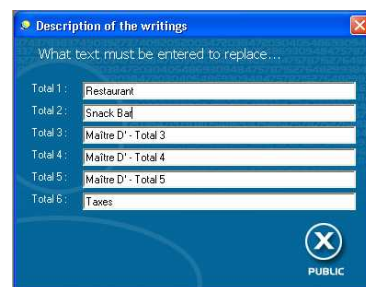 Description of the writings
What text must be entered to replace...
Total 1 : Restaurant
Total 2 : Snack Bar
Total 3 : Maître D' - Total 3
Total 4 : Maître D' - Total 4
Total 5 : Maître D' - Total 5
Total 6 : Taxes
PUBLIC